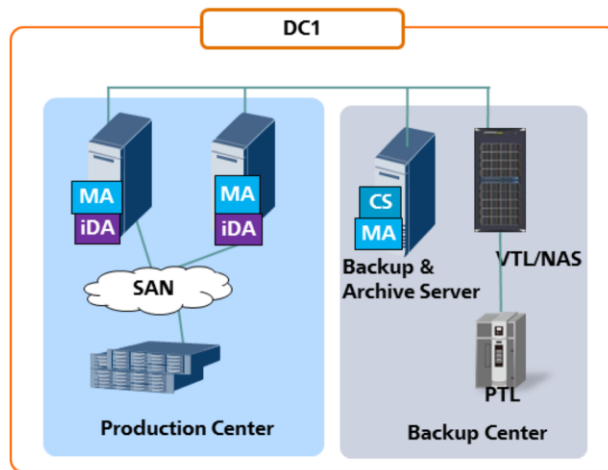 DC1
MA
iDA
MA
iDA
SAN
Production Center
CS
MA
Backup &
Archive Server
VTL/NAS
PTL
Backup Center